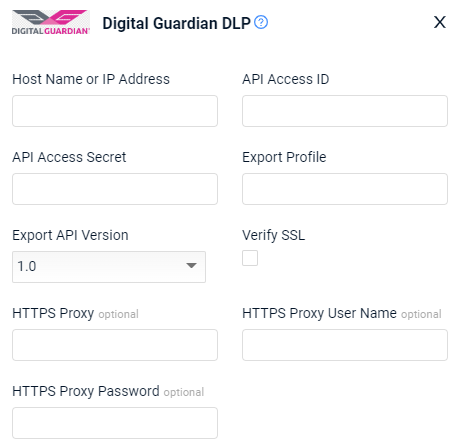 DIGITALGUARDIAN
Digital Guardian DLP ? X
Host Name or IP Address
API Access ID
API Access Secret
Export Profile
Export API Version
Verify SSL
1.0
HTTPS Proxy optional
HTTPS Proxy User Name optional
HTTPS Proxy Password optional